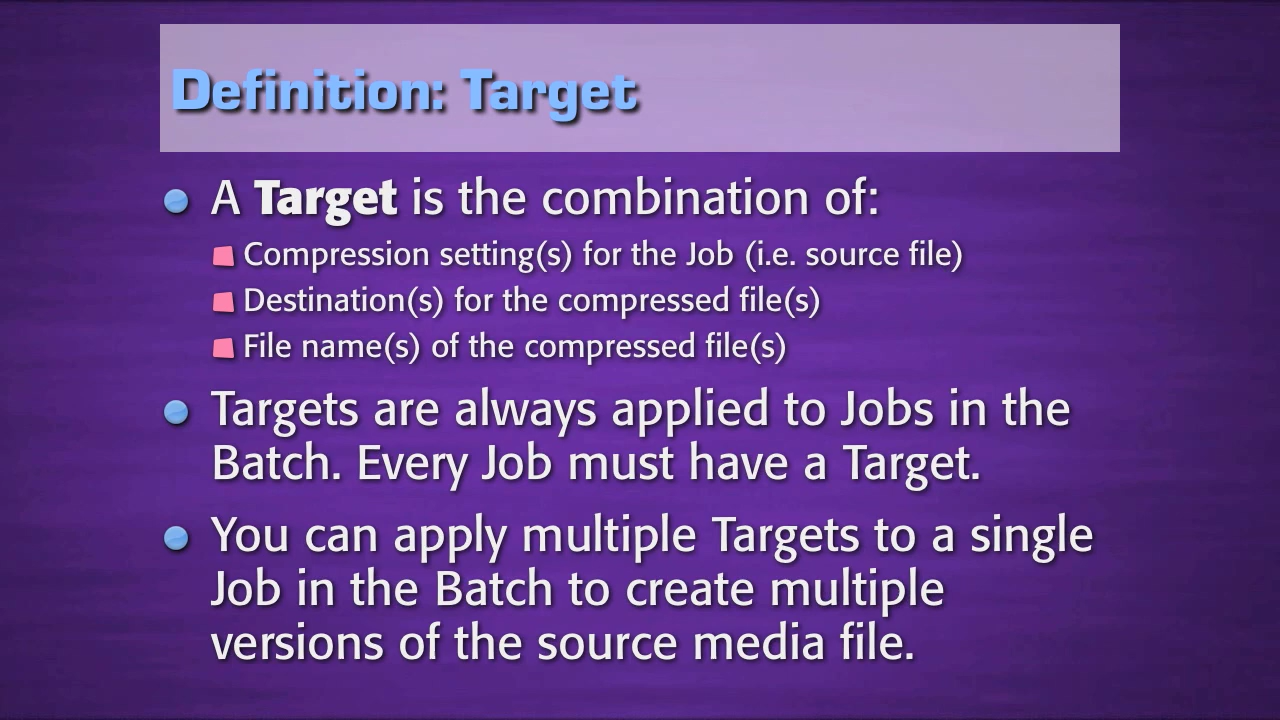 Definition: Target
A Target is the combination of:
Compression setting(s) for the Job (i.e. source file)
Destination(s) for the compressed file(s)
File name(s) of the compressed file(s)
Targets are always applied to Jobs in the
Batch. Every Job must have a Target.
You can apply multiple Targets to a single
Job in the Batch to create multiple
versions of the source media file.